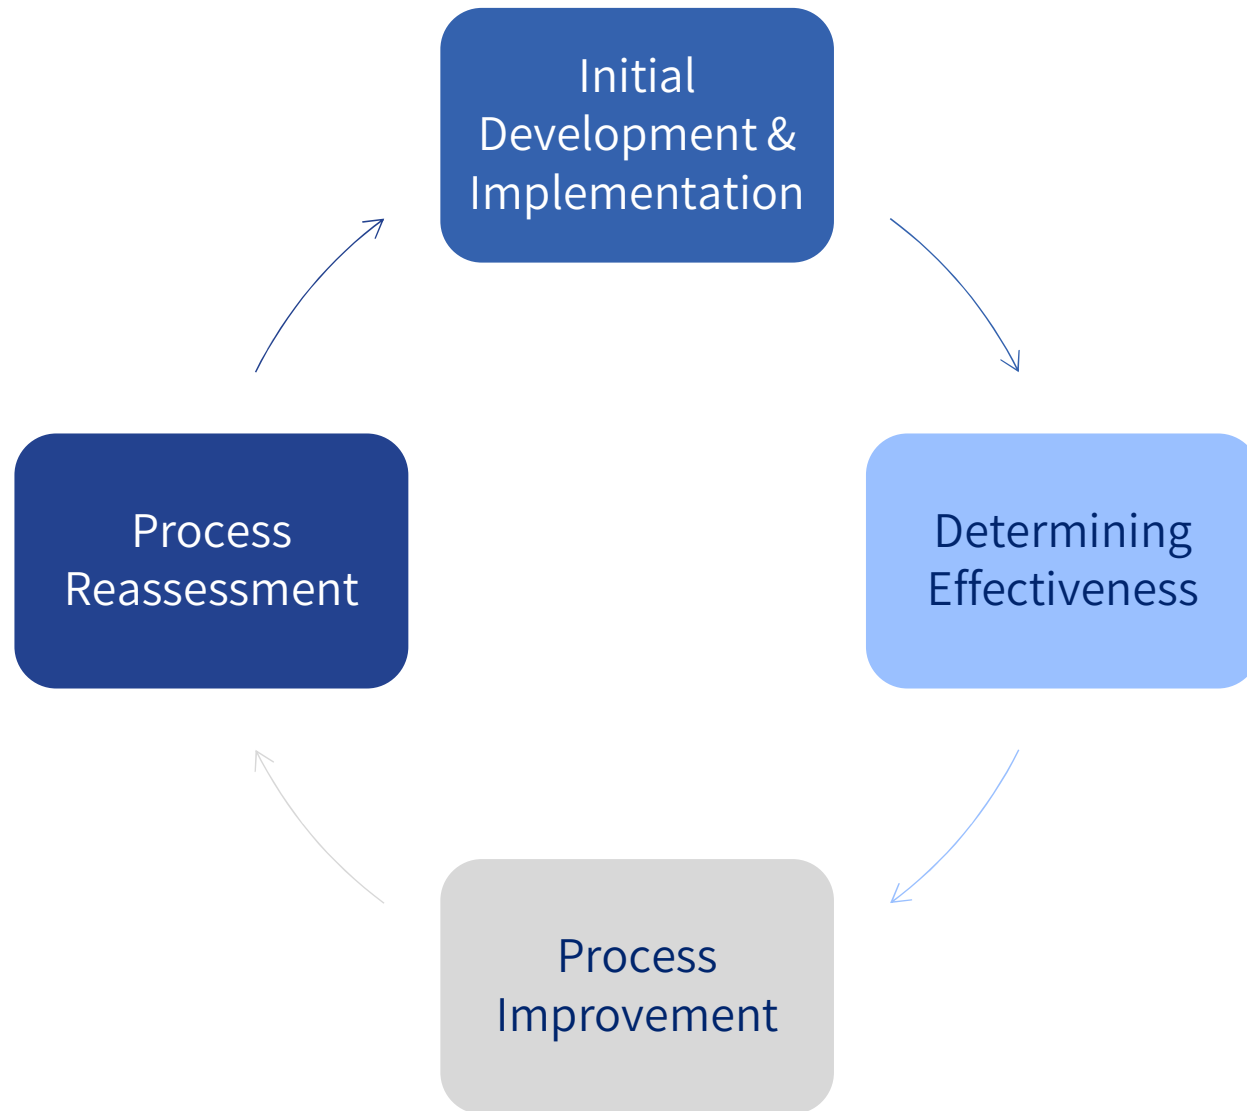 Initial
Development &
Implementation
Determining
Effectiveness
Process
Improvement
Process
Reassessment